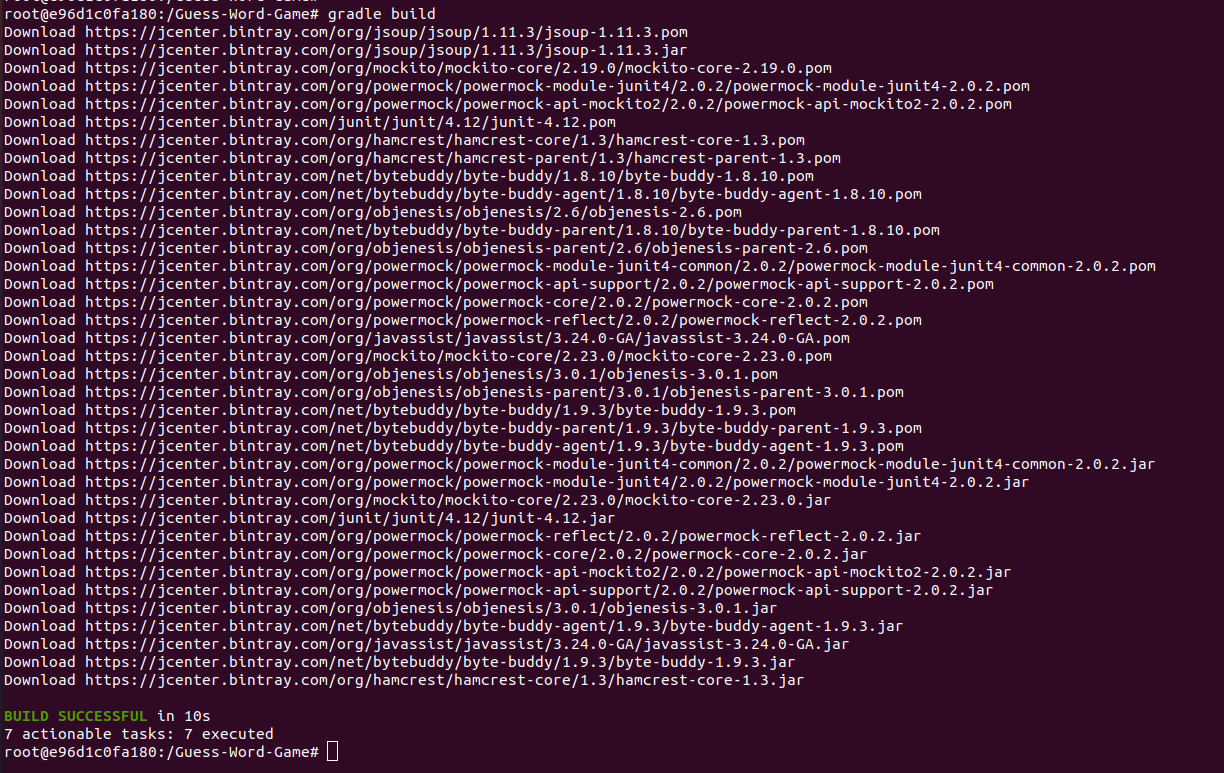 root@e96d1c0fa180:/Guess-Word-Game# gradle build
Download https://jcenter.bintray.com/org/jsoup/jsoup/1.11.3/jsoup-1.11.3.pom
Download https://jcenter.bintray.com/org/jsoup/jsoup/1.11.3/jsoup-1.11.3.jar
Download https://jcenter.bintray.com/org/mockito/mockito-core/2.19.0/mockito-core-2.19.0.pom
Download https://jcenter.bintray.com/org/powermock/powermock-module-junit4/2.0.2/powermock-module-junit4-2.0.2.pom
Download https://jcenter.bintray.com/org/powermock/powermock-api-mockito2/2.0.2/powermock-api-mockito2-2.0.2.pom
Download https://jcenter.bintray.com/junit/junit/4.12/junit-4.12.pom
Download https://jcenter.bintray.com/org/hamcrest/hamcrest-core/1.3/hamcrest-core-1.3.pom
Download https://jcenter.bintray.com/org/hamcrest/hamcrest-parent/1.3/hamcrest-parent-1.3.pom
Download https://jcenter.bintray.com/net/bytebuddy/byte-buddy/1.8.10/byte-buddy-1.8.10.pom
Download https://jcenter.bintray.com/net/bytebuddy/byte-buddy-agent/1.8.10/byte-buddy-agent-1.8.10.pom
Download https://jcenter.bintray.com/org/objenesis/objenesis/2.6/objenesis-2.6.pom
Download https://jcenter.bintray.com/net/bytebuddy/byte-buddy-parent/1.8.10/byte-buddy-parent-1.8.10.pom
Download https://jcenter.bintray.com/org/objenesis/objenesis-parent/2.6/objenesis-parent-2.6.pom
Download https://jcenter.bintray.com/org/powermock/powermock-module-junit4-common/2.0.2/powermock-module-junit4-common-2.0.2.pom
Download https://jcenter.bintray.com/org/powermock/powermock-api-support/2.0.2/powermock-api-support-2.0.2.pom
Download https://jcenter.bintray.com/org/powermock/powermock-core/2.0.2/powermock-core-2.0.2.pom
Download https://jcenter.bintray.com/org/powermock/powermock-reflect/2.0.2/powermock-reflect-2.0.2.pom
Download https://jcenter.bintray.com/org/javassist/javassist/3.24.0-GA/javassist-3.24.0-GA.pom
Download https://jcenter.bintray.com/org/mockito/mockito-core/2.23.0/mockito-core-2.23.0.pom
Download https://jcenter.bintray.com/org/objenesis/objenesis/3.0.1/objenesis-3.0.1.pom
Download https://jcenter.bintray.com/org/objenesis/objenesis-parent/3.0.1/objenesis-parent-3.0.1.pom
Download https://jcenter.bintray.com/net/bytebuddy/byte-buddy/1.9.3/byte-buddy-1.9.3.pom
Download https://jcenter.bintray.com/net/bytebuddy/byte-buddy-parent/1.9.3/byte-buddy-parent-1.9.3.pom
Download https://jcenter.bintray.com/net/bytebuddy/byte-buddy-agent/1.9.3/byte-buddy-agent-1.9.3.pom
Download https://jcenter.bintray.com/org/powermock/powermock-module-junit4-common/2.0.2/powermock-module-junit4-common-2.0.2.jar
Download https://jcenter.bintray.com/org/powermock/powermock-module-junit4/2.0.2/powermock-module-junit4-2.0.2.jar
Download https://jcenter.bintray.com/org/mockito/mockito-core/2.23.0/mockito-core-2.23.0.jar
Download https://jcenter.bintray.com/junit/junit/4.12/junit-4.12.jar
Download https://jcenter.bintray.com/org/powermock/powermock-reflect/2.0.2/powermock-reflect-2.0.2.jar
Download https://jcenter.bintray.com/org/powermock/powermock-core/2.0.2/powermock-core-2.0.2.jar
Download https://jcenter.bintray.com/org/powermock/powermock-api-mockito2/2.0.2/powermock-api-mockito2-2.0.2.jar
Download https://jcenter.bintray.com/org/powermock/powermock-api-support/2.0.2/powermock-api-support-2.0.2.jar
Download https://jcenter.bintray.com/org/objenesis/objenesis/3.0.1/objenesis-3.0.1.jar
Download https://jcenter.bintray.com/net/bytebuddy/byte-buddy-agent/1.9.3/byte-buddy-agent-1.9.3.jar
Download https://jcenter.bintray.com/org/javassist/javassist/3.24.0-GA/javassist-3.24.0-GA.jar
Download https://jcenter.bintray.com/net/bytebuddy/byte-buddy/1.9.3/byte-buddy-1.9.3.jar
Download https://jcenter.bintray.com/org/hamcrest/hamcrest-core/1.3/hamcrest-core-1.3.jar
BUILD SUCCESSFUL in 10s
7 actionable tasks: 7 executed
root@e96d1c0fa180:/Guess-Word-Game#